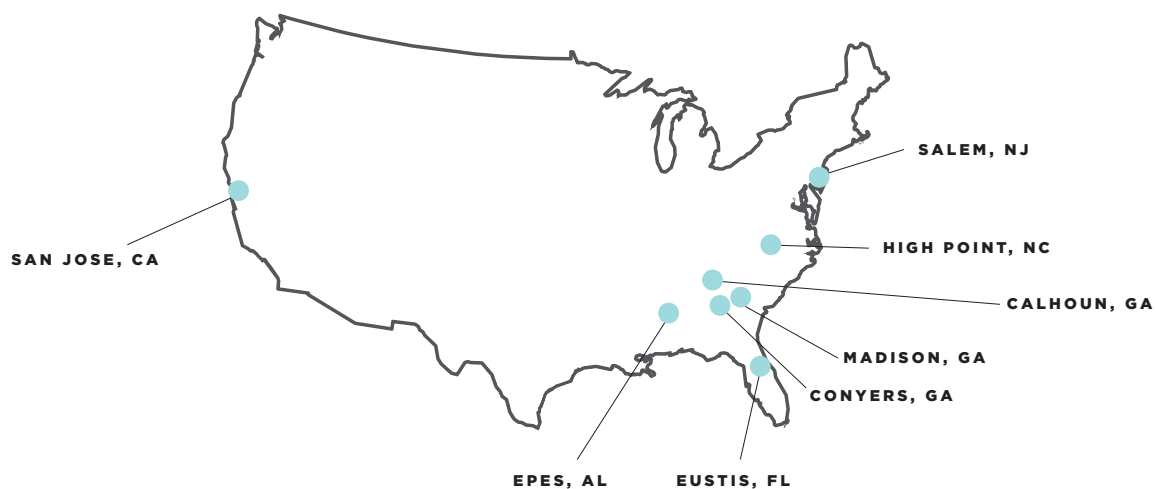 SALEM, NJ
HIGH POINT, NC
SAN JOSE, CA
CALHOUN, GA
MADISON, GA
CONYERS, GA
EPES, AL
EUSTIS, FL